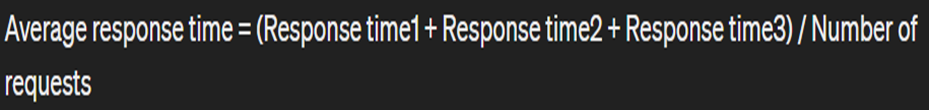 Average response time = (Response time1 + Response time2 + Response time3) / Number of
requests